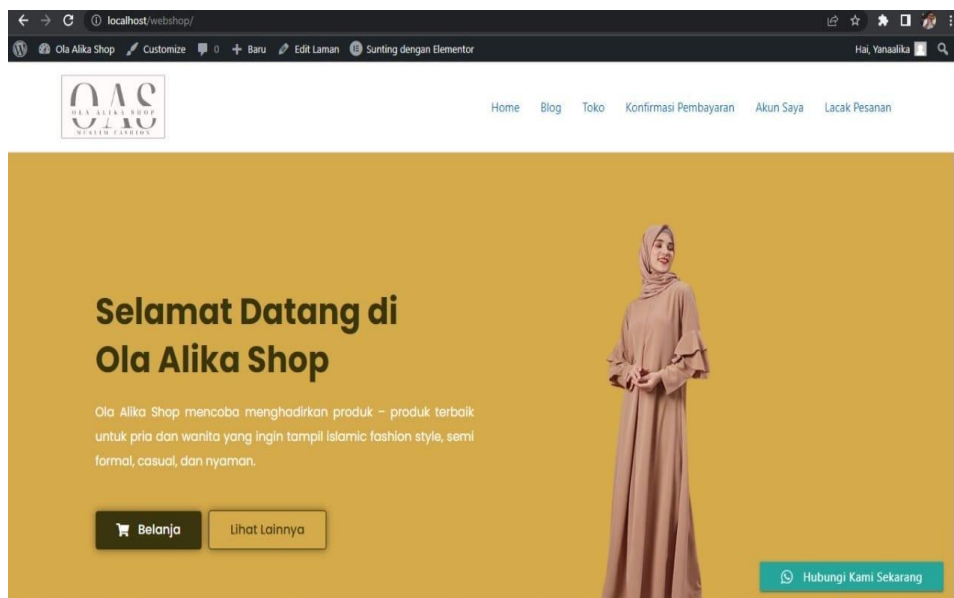 localhost/webshop/
Ola Alika Shop Customize 0 Baru Edit Laman Sunting dengan Elementor Hai, Yanaalika
OAS
OLA ALIKA SHOP
MUSLIM FASHION
Home Blog Toko Konfirmasi Pembayaran Akun Saya Lacak Pesanan
Selamat Datang di
Ola Alika Shop
Ola Alika Shop mencoba menghadirkan produk – produk terbaik
untuk pria dan wanita yang ingin tampil islamic fashion style, semi
formal, casual, dan nyaman.
Belanja Lihat Lainnya
Hubungi Kami Sekarang